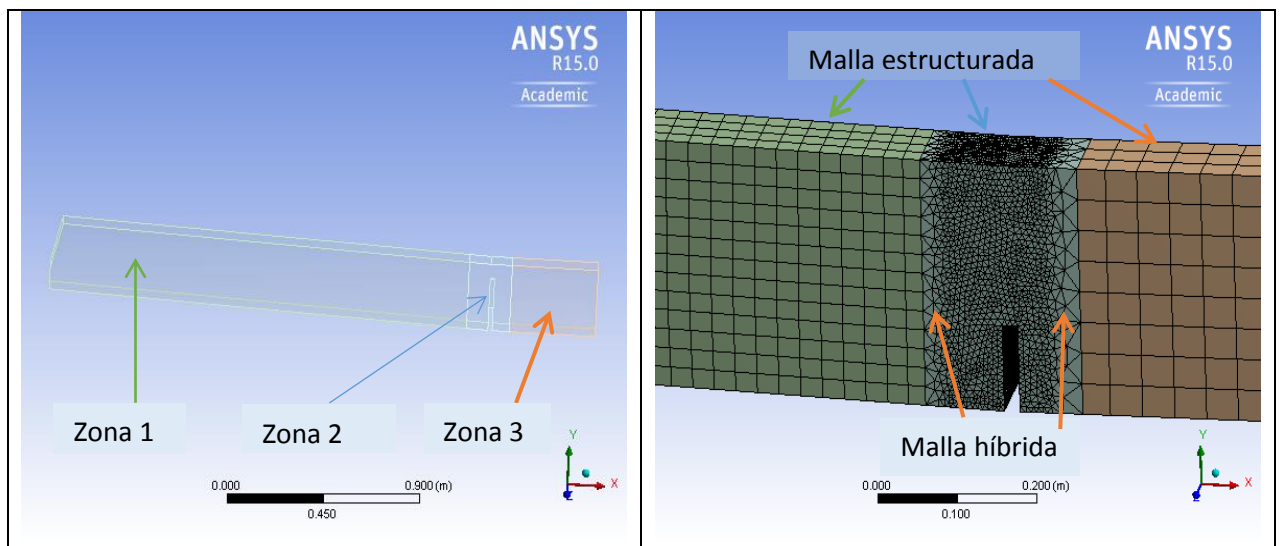 ANSYS
R15.0
Academic
Zona 1
Zona 2
Zona 3
Y
X
Z
0.000
0.900 (m)
0.450
ANSYS
R15.0
Academic
Malla estructurada
Malla híbrida
Y
X
Z
0.000
0.200 (m)
0.100